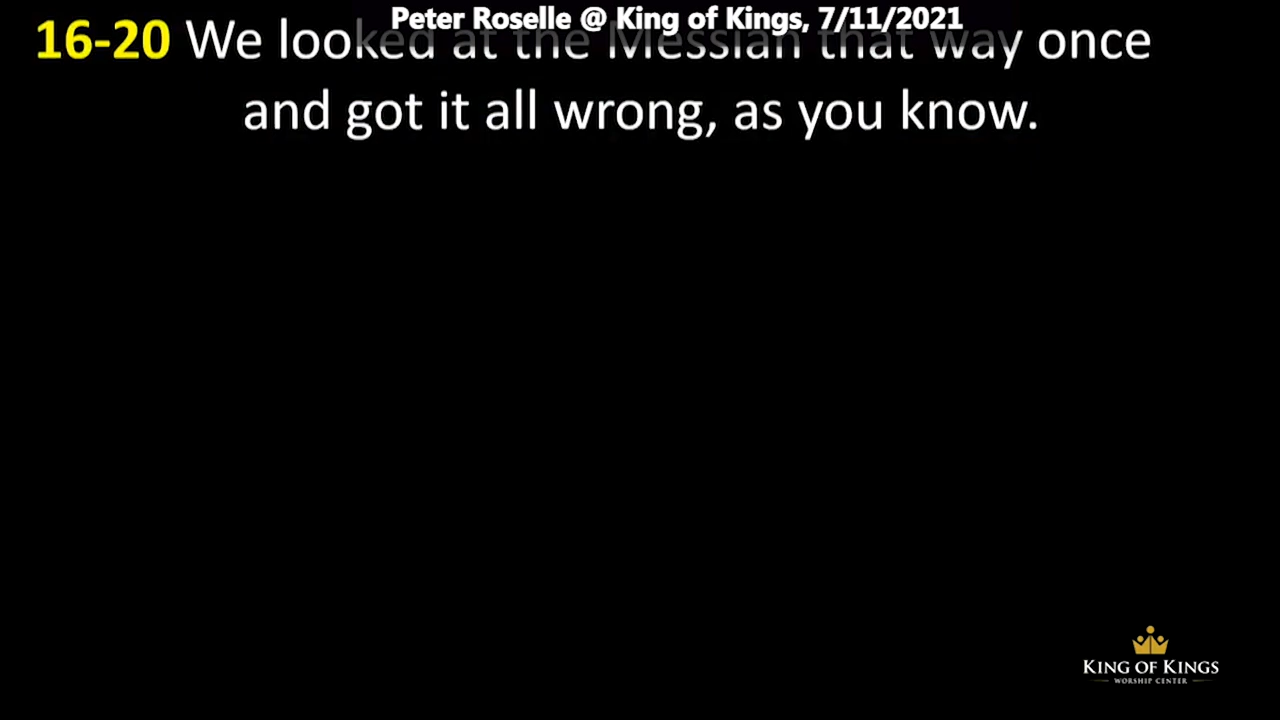 Peter Roselle @ King of Kings, 7/11/2021
16-20 We looked at the Messiah that way once
and got it all wrong, as you know.
KING OF KINGS
WORSHIP CENTER